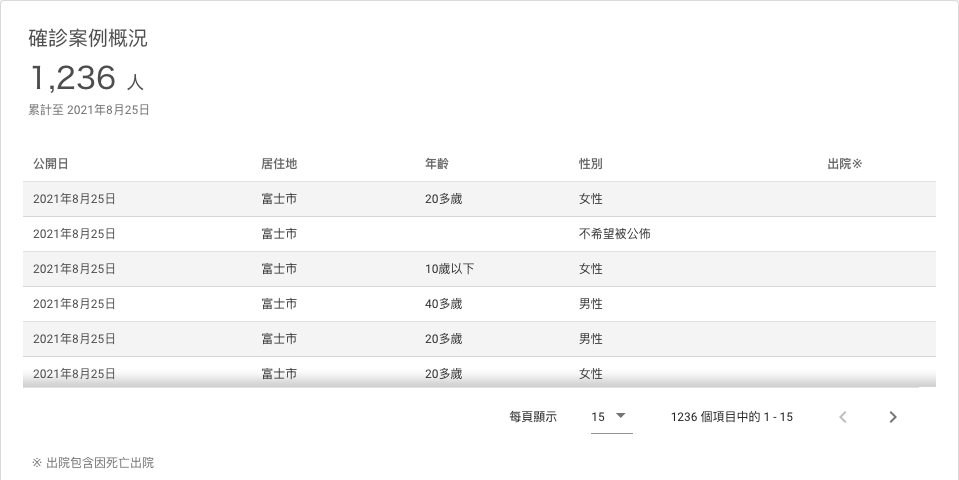 確診案例概況
1,236 人
累計至 2021年8月25日
公開日 居住地 年齡 性別 出院※
2021年8月25日 富士市 20多歲 女性
2021年8月25日 富士市 不希望被公佈
2021年8月25日 富士市 10歲以下 女性
2021年8月25日 富士市 40多歲 男性
2021年8月25日 富士市 20多歲 男性
2021年8月25日 富士市 20多歲 女性
每頁顯示 15 1236 個項目中的 1 - 15
※ 出院包含因死亡出院